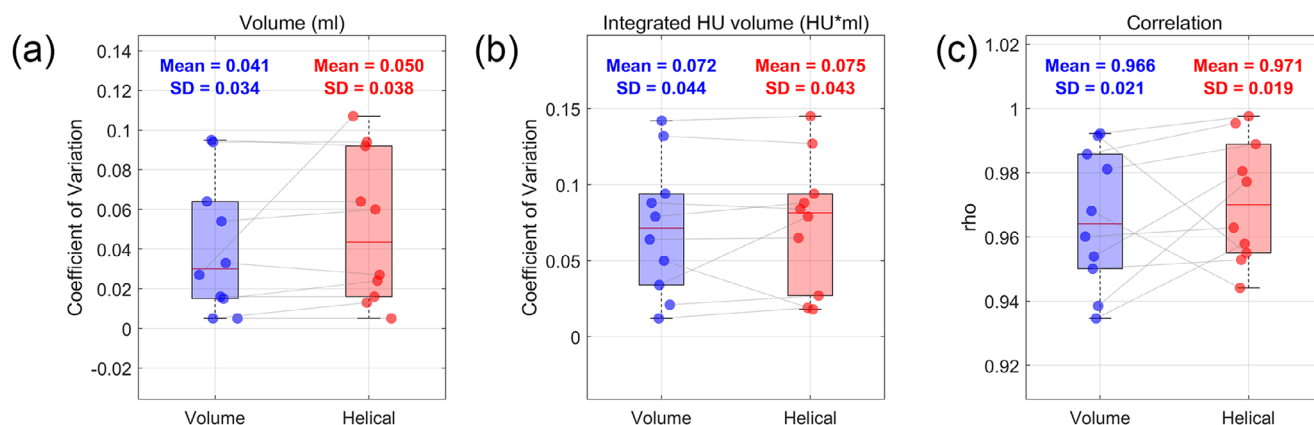 (a)
Volume (ml)
Mean = 0.041
SD = 0.034
Mean = 0.050
SD = 0.038
Coefficient of Variation
0.14
0.12
0.1
0.08
0.06
0.04
0.02
0
-0.02
Volume
Helical
(b)
Integrated HU volume (HU*ml)
Mean = 0.072
SD = 0.044
Mean = 0.075
SD = 0.043
Coefficient of Variation
0.15
0.1
0.05
0
Volume
Helical
(c)
Correlation
Mean = 0.966
SD = 0.021
Mean = 0.971
SD = 0.019
rho
1.02
1
0.98
0.96
0.94
0.92
Volume
Helical